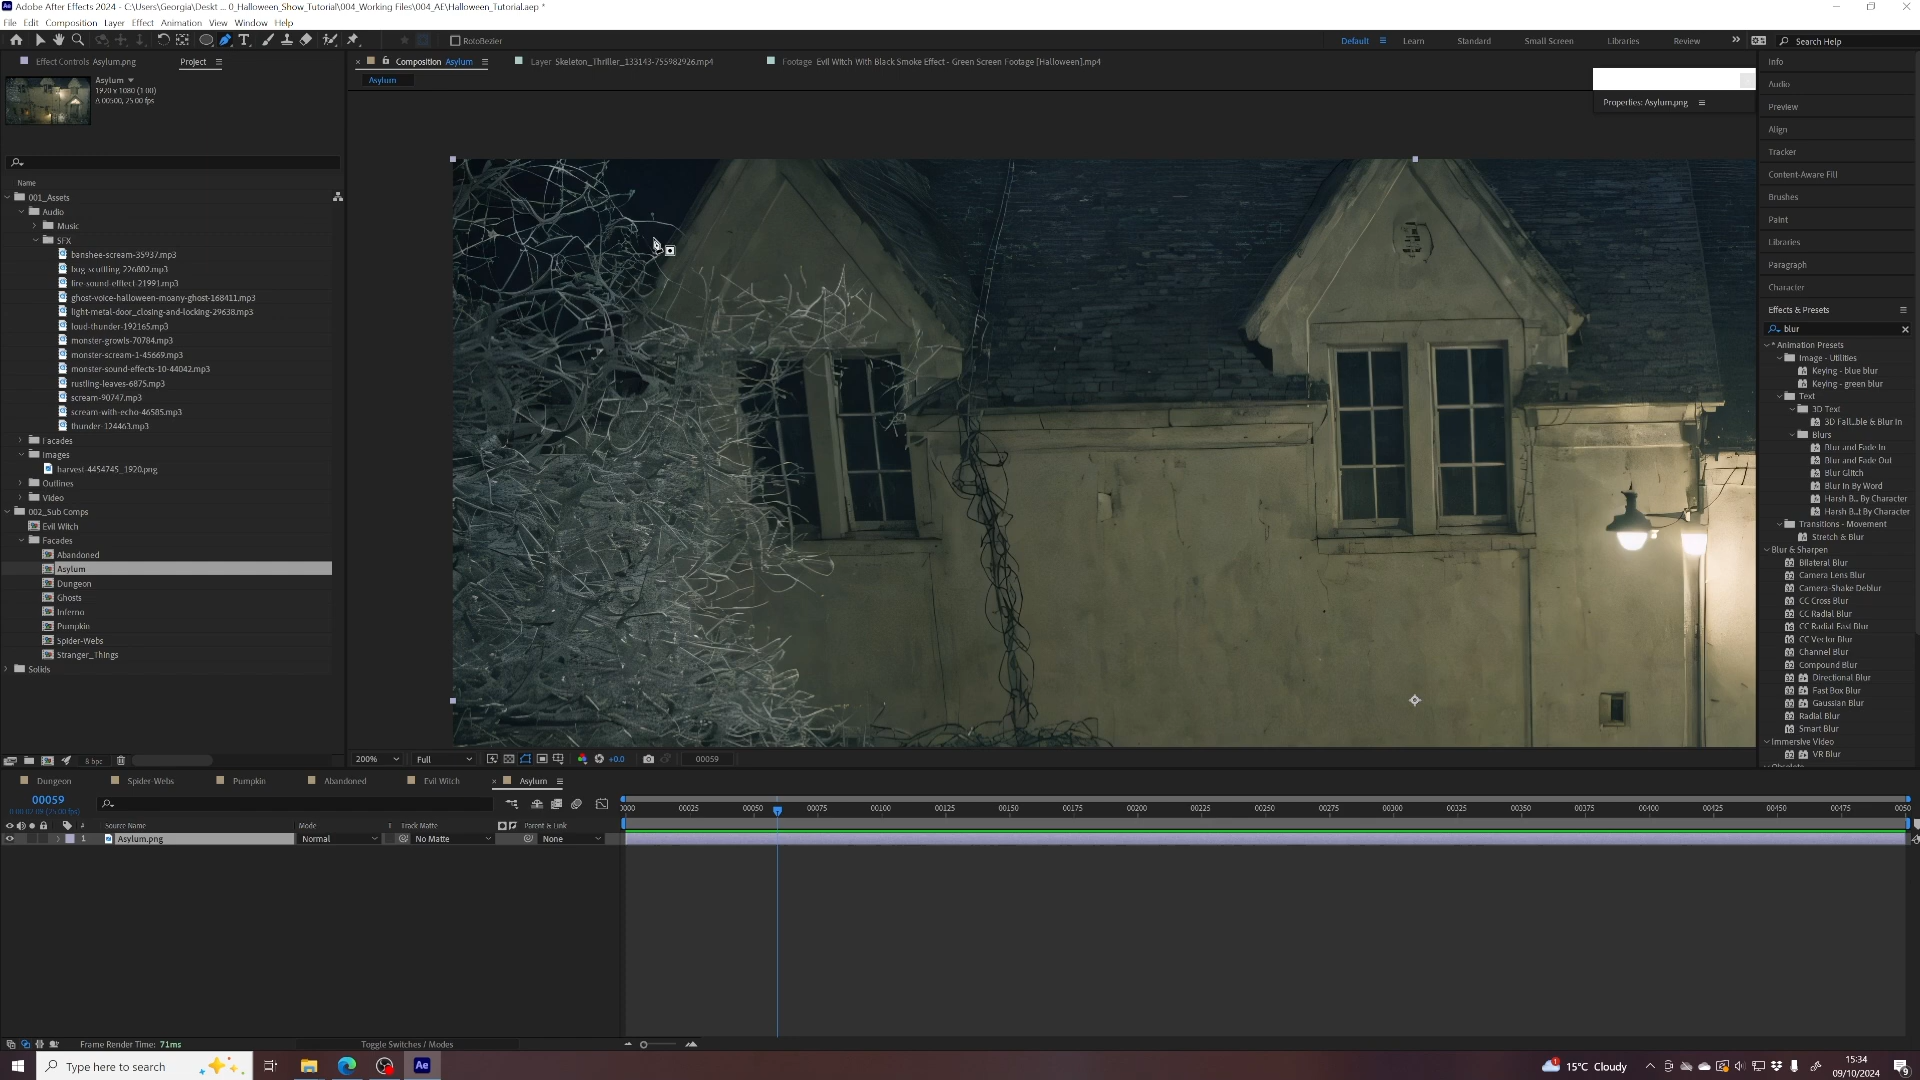 Adobe After Effects 2024 - C:\Users\Georgia\Deskt ... 0_Halloween_Show_Tutorial\004_Working Files\004_AE\Halloween_Tutorial.aep *
File Edit Composition Layer Effect Animation View Window Help
RotoBezier
Default Learn Standard Small Screen Libraries Review Search Help
Effect Controls Asylum.png Project
Composition Asylum Layer Skeleton_Thriller_133143-755982926.mp4 Footage Evil Witch With Black Smoke Effect - Green Screen Footage [Halloween].mp4
Asylum
Asylum
1920 x 1080 (1.00)
Δ 00500, 25.00 fps
Name
001_Assets
Audio
Music
SFX
banshee-scream-35937.mp3
bug-scuttling-226802.mp3
fire-sound-efftect-21991.mp3
ghost-voice-halloween-moany-ghost-168411.mp3
light-metal-door_closing-and-locking-29638.mp3
loud-thunder-192165.mp3
monster-growls-70784.mp3
monster-scream-1-45669.mp3
monster-sound-effects-10-44042.mp3
rustling-leaves-6875.mp3
scream-90747.mp3
scream-with-echo-46585.mp3
thunder-124463.mp3
Facades
Images
harvest-4454745_1920.png
Outlines
Video
002_Sub Comps
Evil Witch
Facades
Abandoned
Asylum
Dungeon
Ghosts
Inferno
Pumpkin
Spider-Webs
Stranger_Things
Solids
8 bpc
200% Full +0.0 00059
Properties: Asylum.png
Info
Audio
Preview
Align
Tracker
Content-Aware Fill
Brushes
Paint
Libraries
Paragraph
Character
Effects & Presets
blur
* Animation Presets
Image - Utilities
Keying - blue blur
Keying - green blur
Text
3D Text
3D Fall...ble & Blur In
Blurs
Blur and Fade In
Blur and Fade Out
Blur Glitch
Blur In By Word
Harsh B... By Character
Harsh B...t By Character
Transitions - Movement
Stretch & Blur
Blur & Sharpen
Bilateral Blur
Camera Lens Blur
Camera-Shake Deblur
CC Cross Blur
CC Radial Blur
CC Radial Fast Blur
CC Vector Blur
Channel Blur
Compound Blur
Directional Blur
Fast Box Blur
Gaussian Blur
Radial Blur
Smart Blur
Immersive Video
VR Blur
Dungeon Spider-Webs Pumpkin Abandoned Evil Witch Asylum
00059
00025 00050 00075 00100 00125 00150 00175 00200 00225 00250 00275 00300 00325 00350 00375 00400 00425 00450 00475
# Source Name Mode T Track Matte Parent & Link
1 Asylum.png Normal No Matte None
Frame Render Time: 71ms Toggle Switches / Modes
Type here to search
Ae
1 15°C Cloudy
15:34
09/10/2024
9